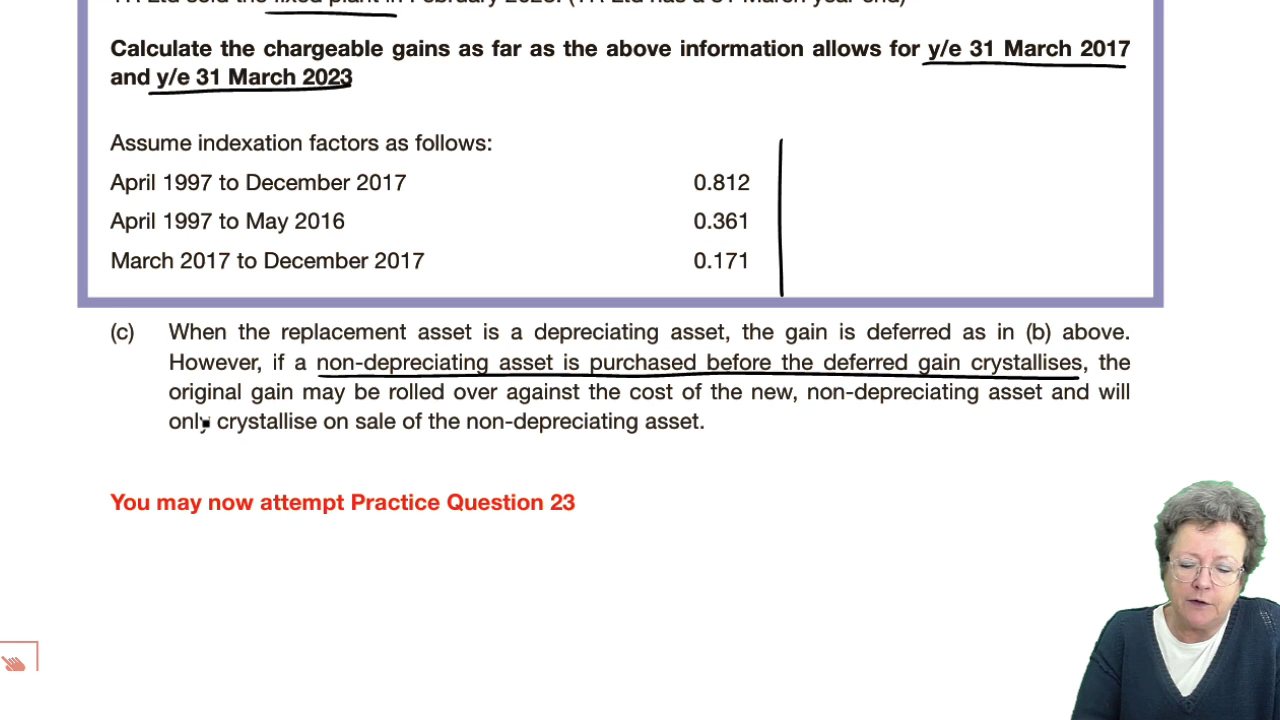 Calculate the chargeable gains as far as the above information allows for y/e 31 March 2017
and y/e 31 March 2023
Assume indexation factors as follows:
April 1997 to December 2017 0.812
April 1997 to May 2016 0.361
March 2017 to December 2017 0.171
(c) When the replacement asset is a depreciating asset, the gain is deferred as in (b) above.
However, if a non-depreciating asset is purchased before the deferred gain crystallises, the
original gain may be rolled over against the cost of the new, non-depreciating asset and will
only crystallise on sale of the non-depreciating asset.
You may now attempt Practice Question 23